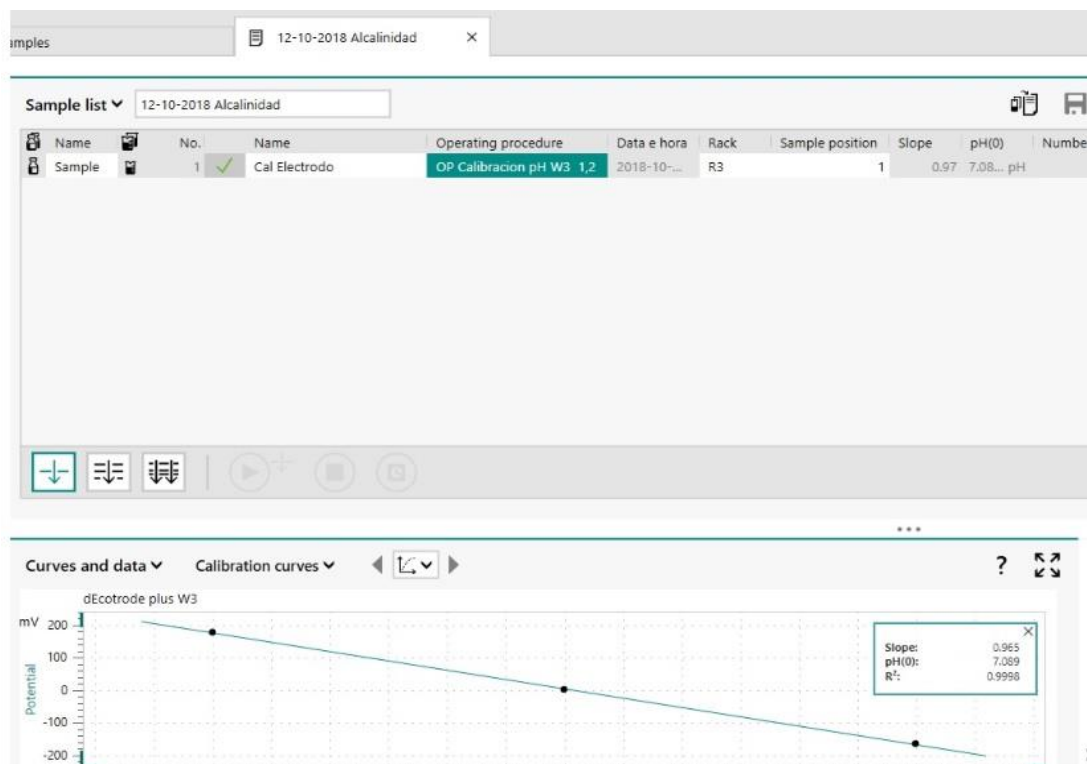 amples
12-10-2018 Alcalinidad ×
Sample list 12-10-2018 Alcalinidad
Name No. Name Operating procedure Data e hora Rack Sample position Slope pH(0) Numbe
Sample 1 Cal Electrodo OP Calibracion pH W3 1,2 2018-10-... R3 1 0.97 7.08... pH
...
Curves and data Calibration curves ?
dEcotrode plus W3
mV 200
100
0
-100
-200
Potential
Slope: 0.965
pH(0): 7.089
R²: 0.9998